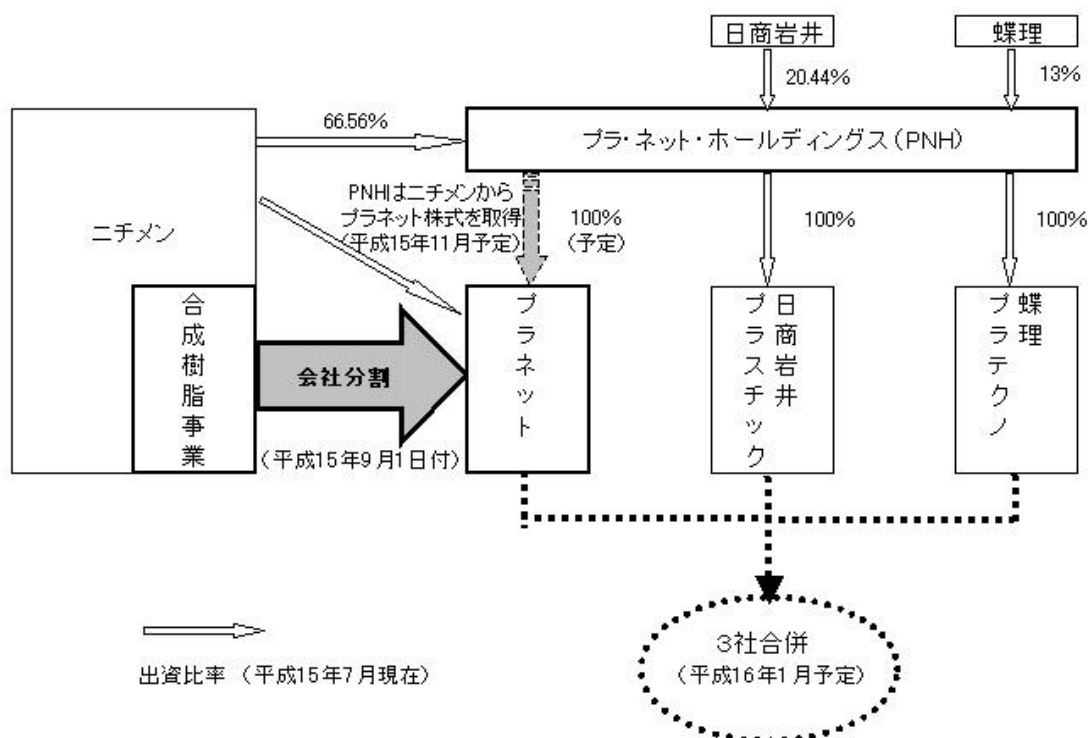 日商岩井
蝶理
20.44%
13%
66.56%
プラ・ネット・ホールディングス(PNH)
ニチメン
PNHはニチメンから
プラネット株式を取得
(平成15年11月予定)
100%
(予定)
100%
100%
合成樹脂事業
会社分割
(平成15年9月1日付)
プラネット
日商岩井
プラスチック
蝶理
プラテクノ
3社合併
(平成16年1月予定)
出資比率 (平成15年7月現在)